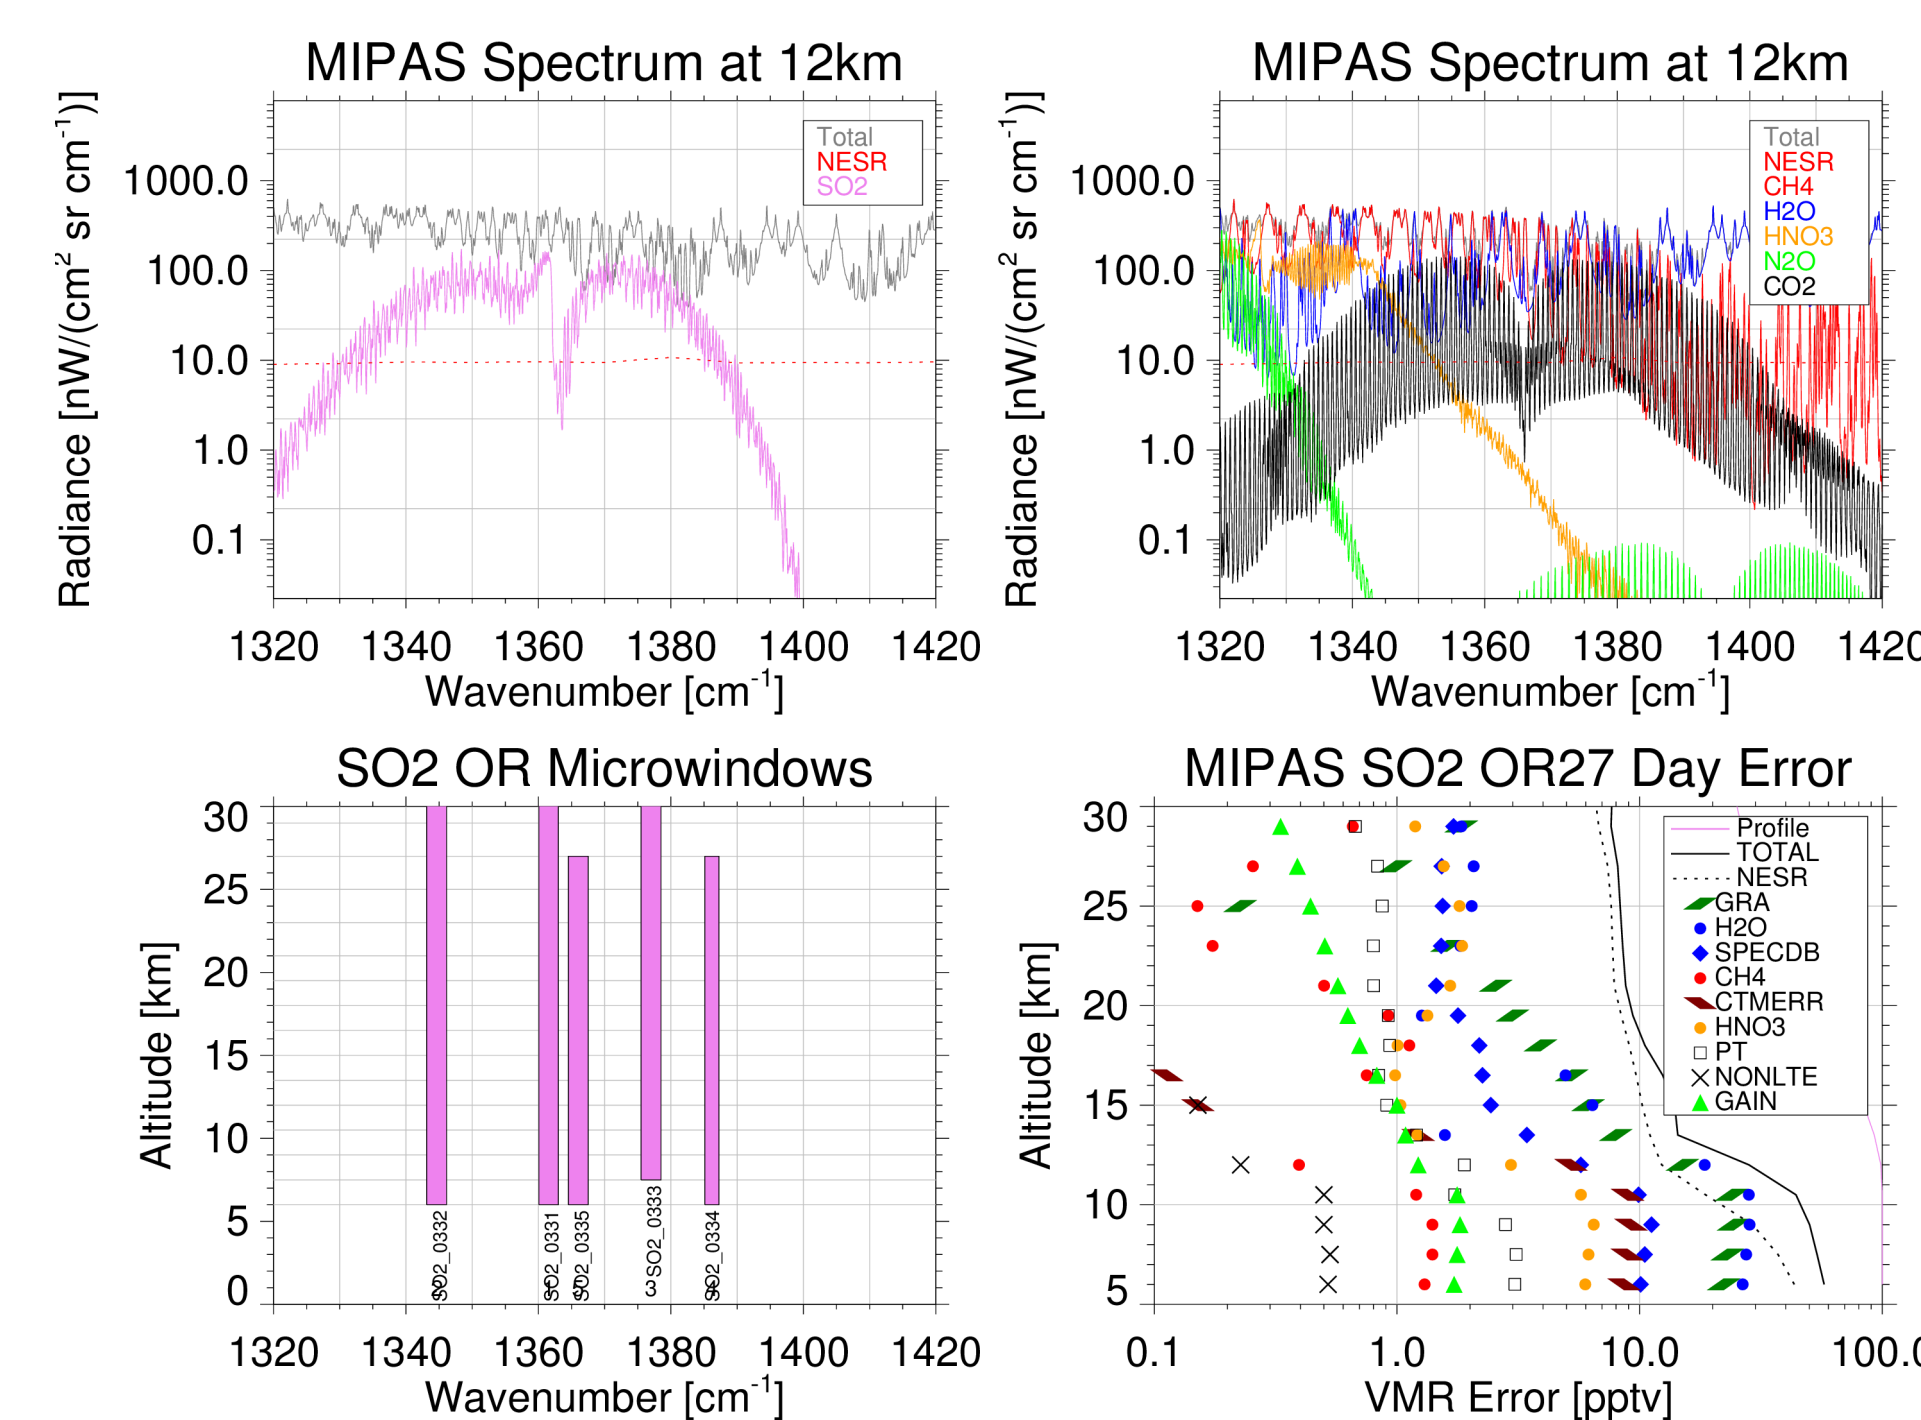 MIPAS Spectrum at 12km
Radiance [nW/(cm2 sr cm-1)]
1000.0
100.0
10.0
1.0
0.1
Total
NESR
SO2
1320 1340 1360 1380 1400 1420
Wavenumber [cm-1]
MIPAS Spectrum at 12km
Radiance [nW/(cm2 sr cm-1)]
1000.0
100.0
10.0
1.0
0.1
Total
NESR
CH4
H2O
HNO3
N2O
CO2
1320 1340 1360 1380 1400 1420
Wavenumber [cm-1]
SO2 OR Microwindows
Altitude [km]
30
25
20
15
10
5
0
SO2_0332
SO2_0331
SO2_0335
SO2_0333
3
SO2_0334
1320 1340 1360 1380 1400 1420
Wavenumber [cm-1]
MIPAS SO2 OR27 Day Error
Altitude [km]
30
25
20
15
10
5
Profile
TOTAL
NESR
GRA
H2O
SPECDB
CH4
CTMERR
HNO3
PT
NONLTE
GAIN
0.1 1.0 10.0 100.0
VMR Error [pptv]